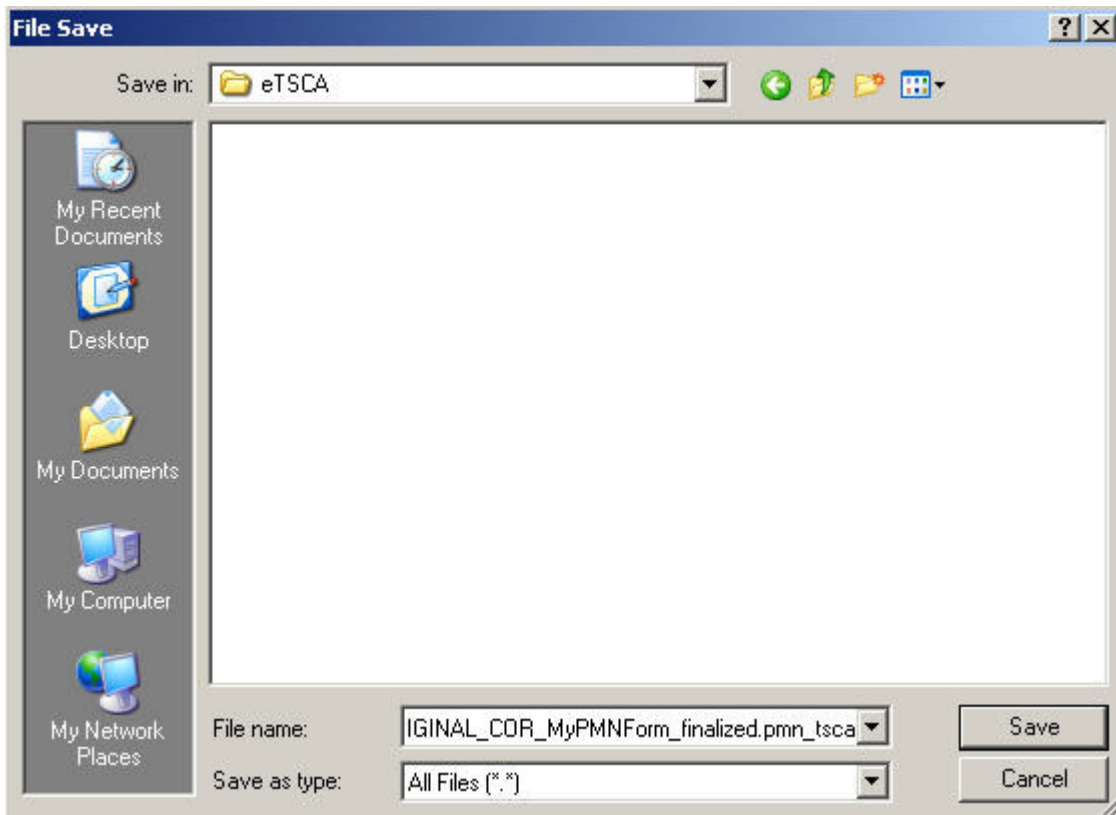 File Save
Save in:
eTSCA
My Recent
Documents
Desktop
My Documents
My Computer
My Network
Places
File name:
IGINAL_COR_MyPMNForm_finalized.pmn_tsca
Save
Save as type:
All Files (*.*)
Cancel